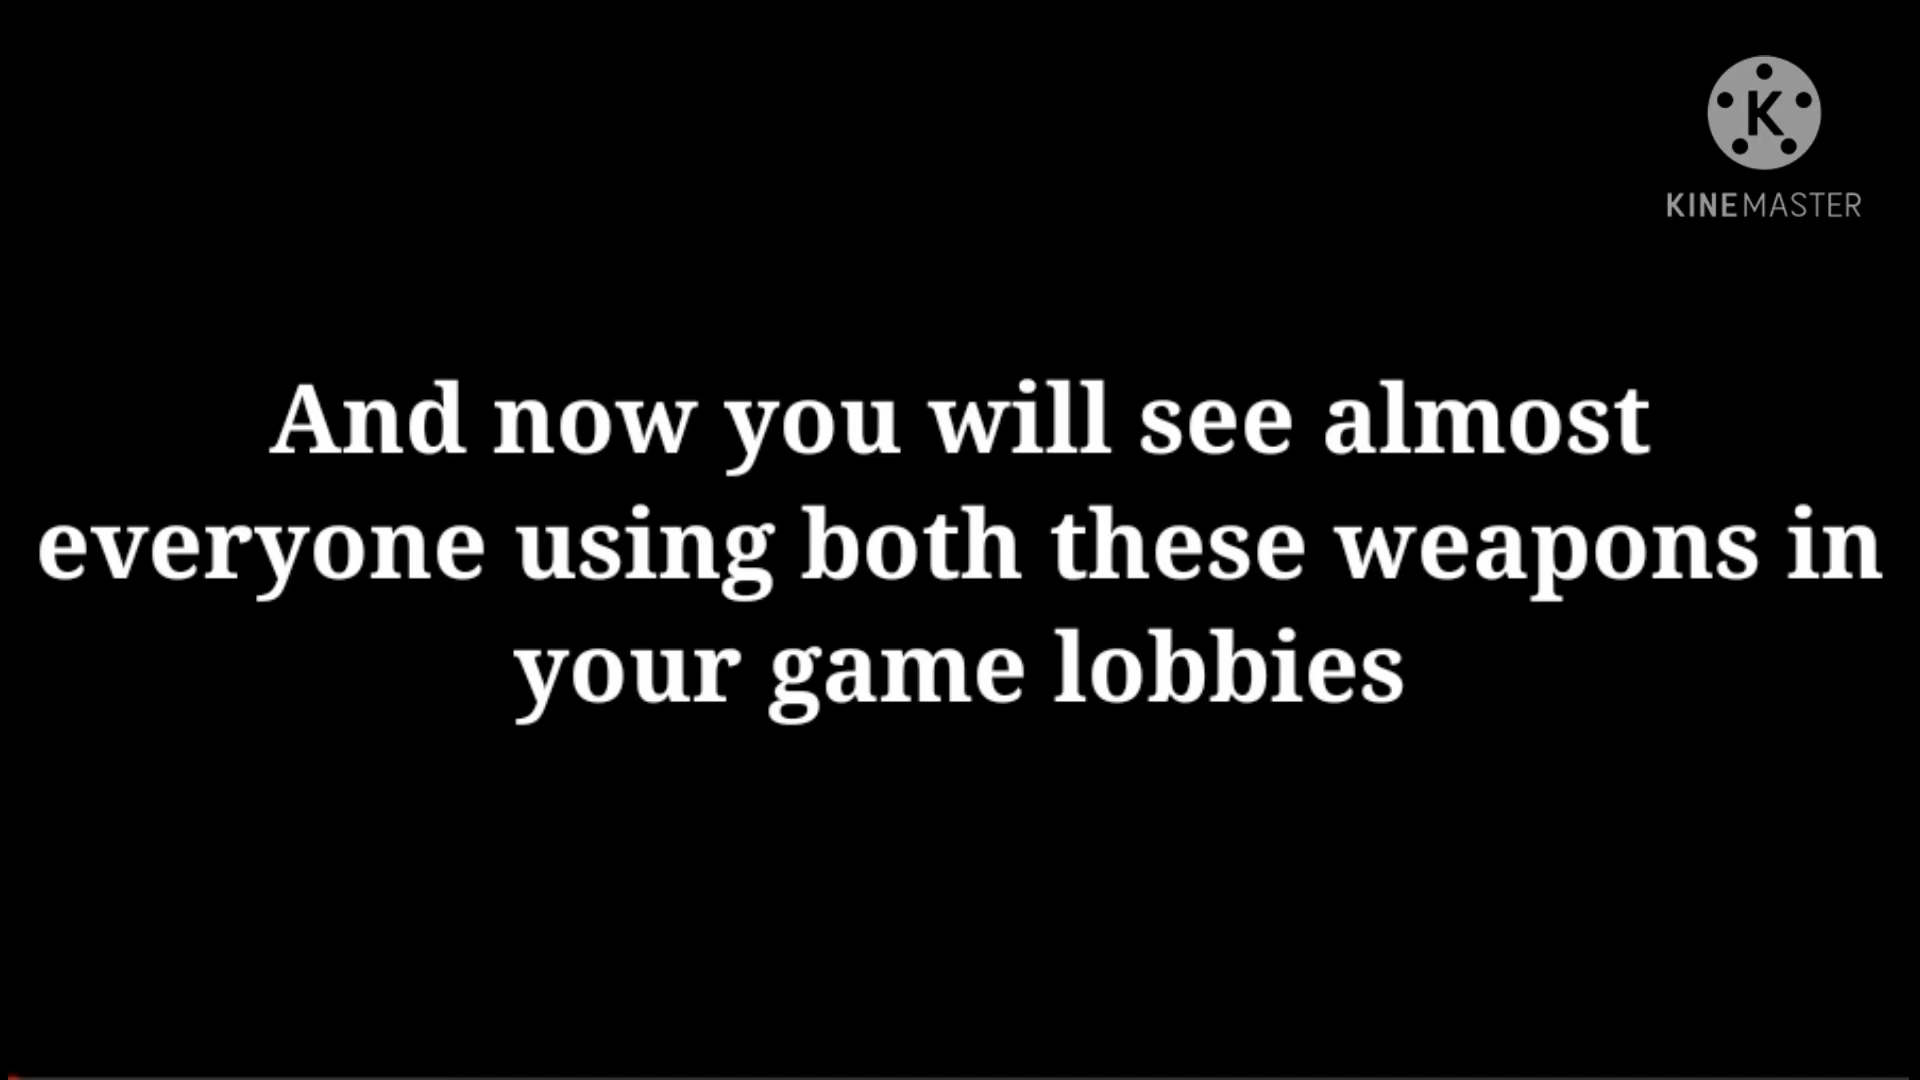 K
KINEMASTER
And now you will see almost
everyone using both these weapons in
your game lobbies